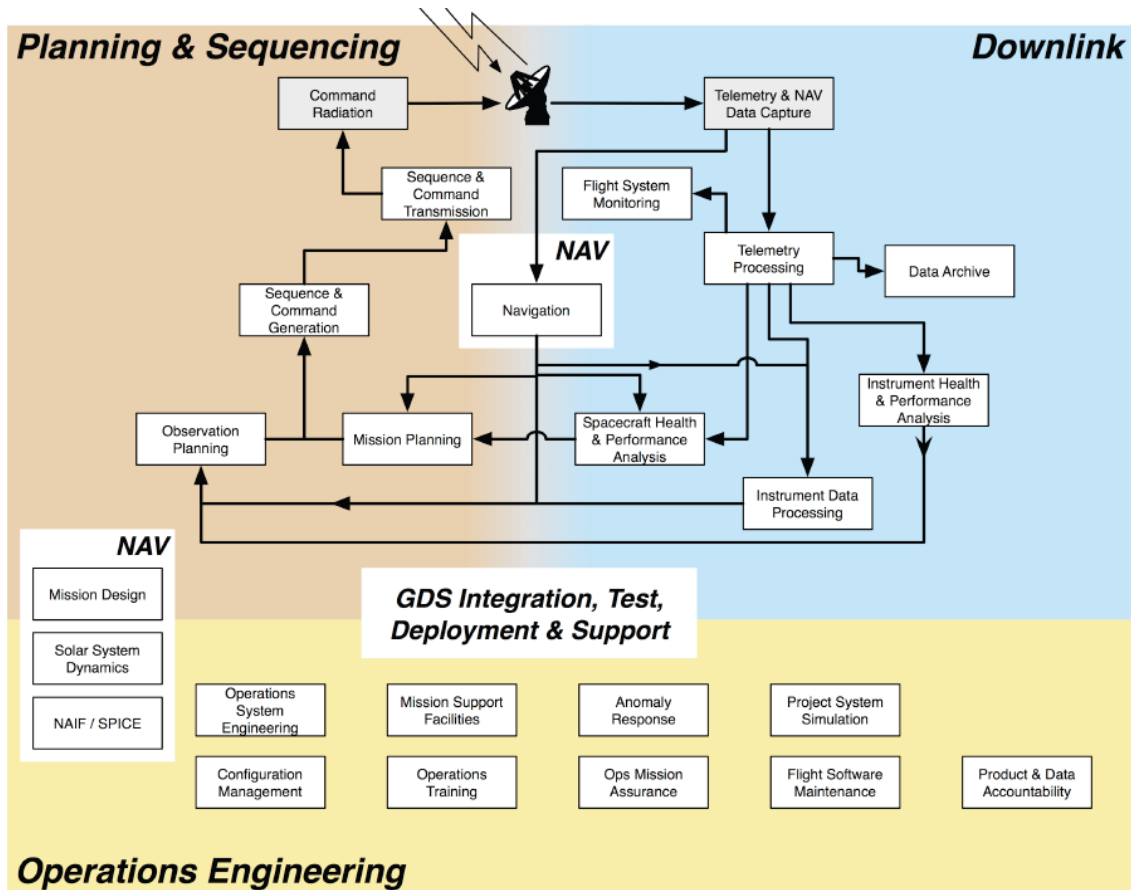 Planning & Sequencing
Downlink
Command
Radiation
Telemetry & NAV
Data Capture
Sequence &
Command
Transmission
Flight System
Monitoring
NAV
Telemetry
Processing
Data Archive
Sequence &
Command
Generation
Navigation
Instrument Health
& Performance
Analysis
Observation
Planning
Mission Planning
Spacecraft Health
& Performance
Analysis
Instrument Data
Processing
NAV
Mission Design
Solar System
Dynamics
NAIF / SPICE
GDS Integration, Test,
Deployment & Support
Operations
System
Engineering
Mission Support
Facilities
Anomaly
Response
Project System
Simulation
Configuration
Management
Operations
Training
Ops Mission
Assurance
Flight Software
Maintenance
Product & Data
Accountability
Operations Engineering